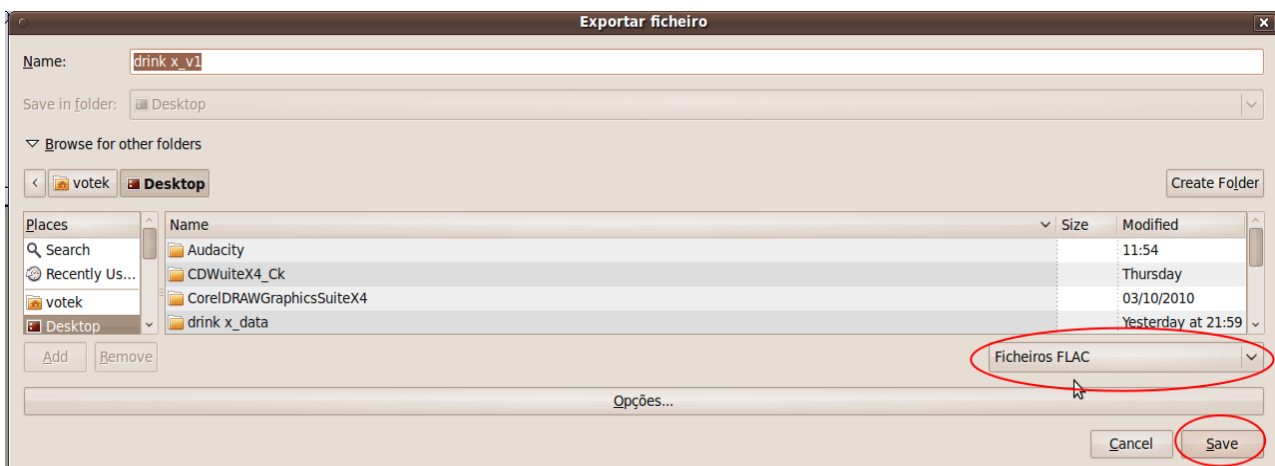 Exportar ficheiro
Name: drink x_v1
Save in folder: Desktop
Browse for other folders
votek Desktop Create Folder
Places Name Size Modified
Search Audacity 11:54
Recently Us... CDWuiteX4_Ck Thursday
votek CorelDRAWGraphicsSuiteX4 03/10/2010
Desktop drink x_data Yesterday at 21:59
Add Remove Ficheiros FLAC
Opções...
Cancel Save